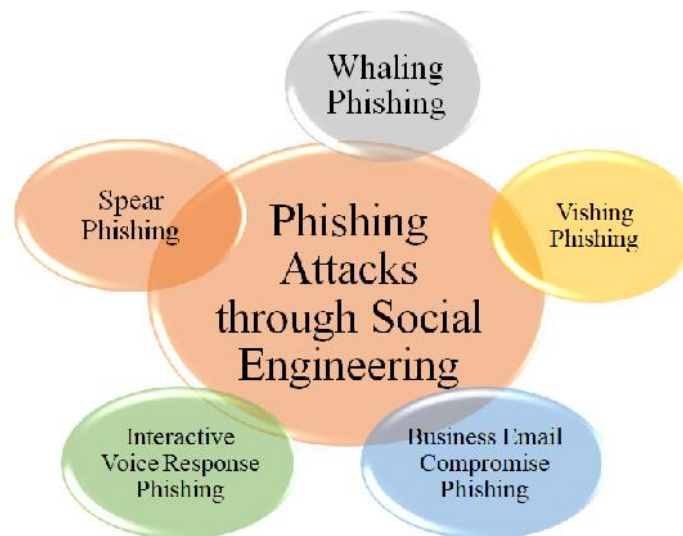 Whaling
Phishing
Spear
Phishing
Phishing
Attacks
through Social
Engineering
Vishing
Phishing
Interactive
Voice Response
Phishing
Business Email
Compromise
Phishing